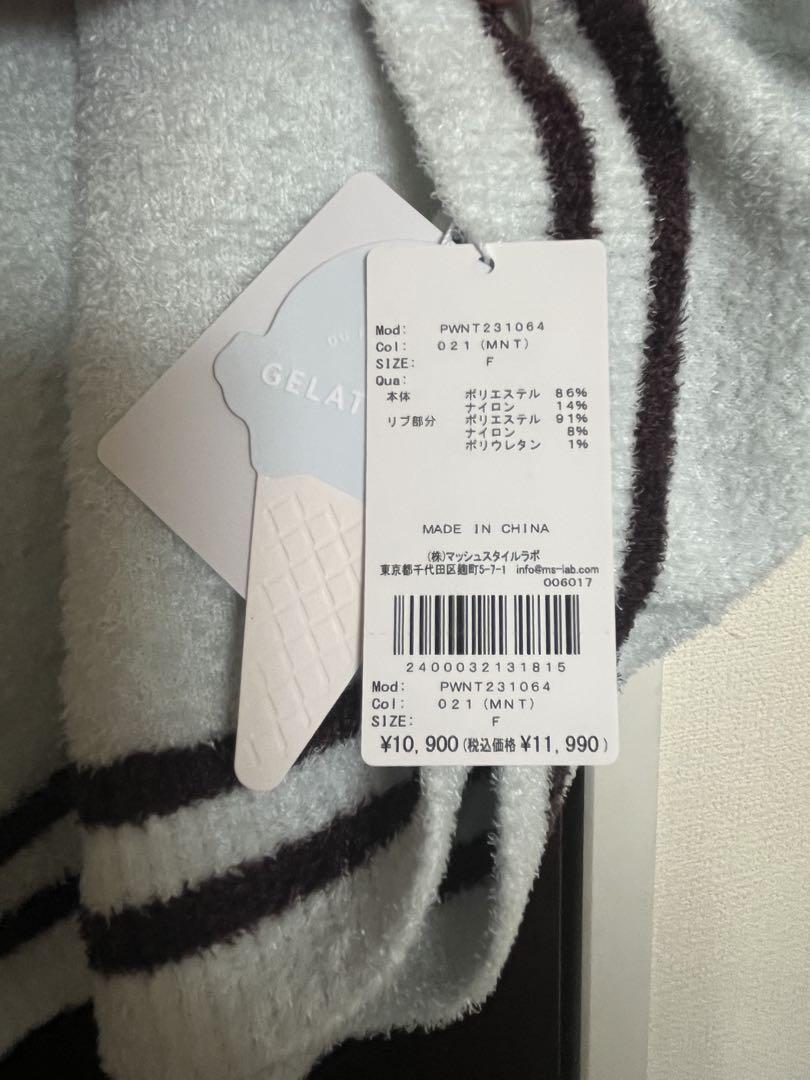 GELAT
Mod: PWNT231064
Col: 021(MNT)
SIZE: F
Qua:
本体 ポリエステル 86%
ナイロン 14%
リブ部分 ポリエステル 91%
ナイロン 8%
ポリウレタン 1%
MADE IN CHINA
(株)マッシュスタイルラボ
東京都千代田区麹町5-7-1 info@ms-lab.com
006017
2400032131815
Mod: PWNT231064
Col: 021(MNT)
SIZE: F
¥10,900(税込価格 ¥11,990)